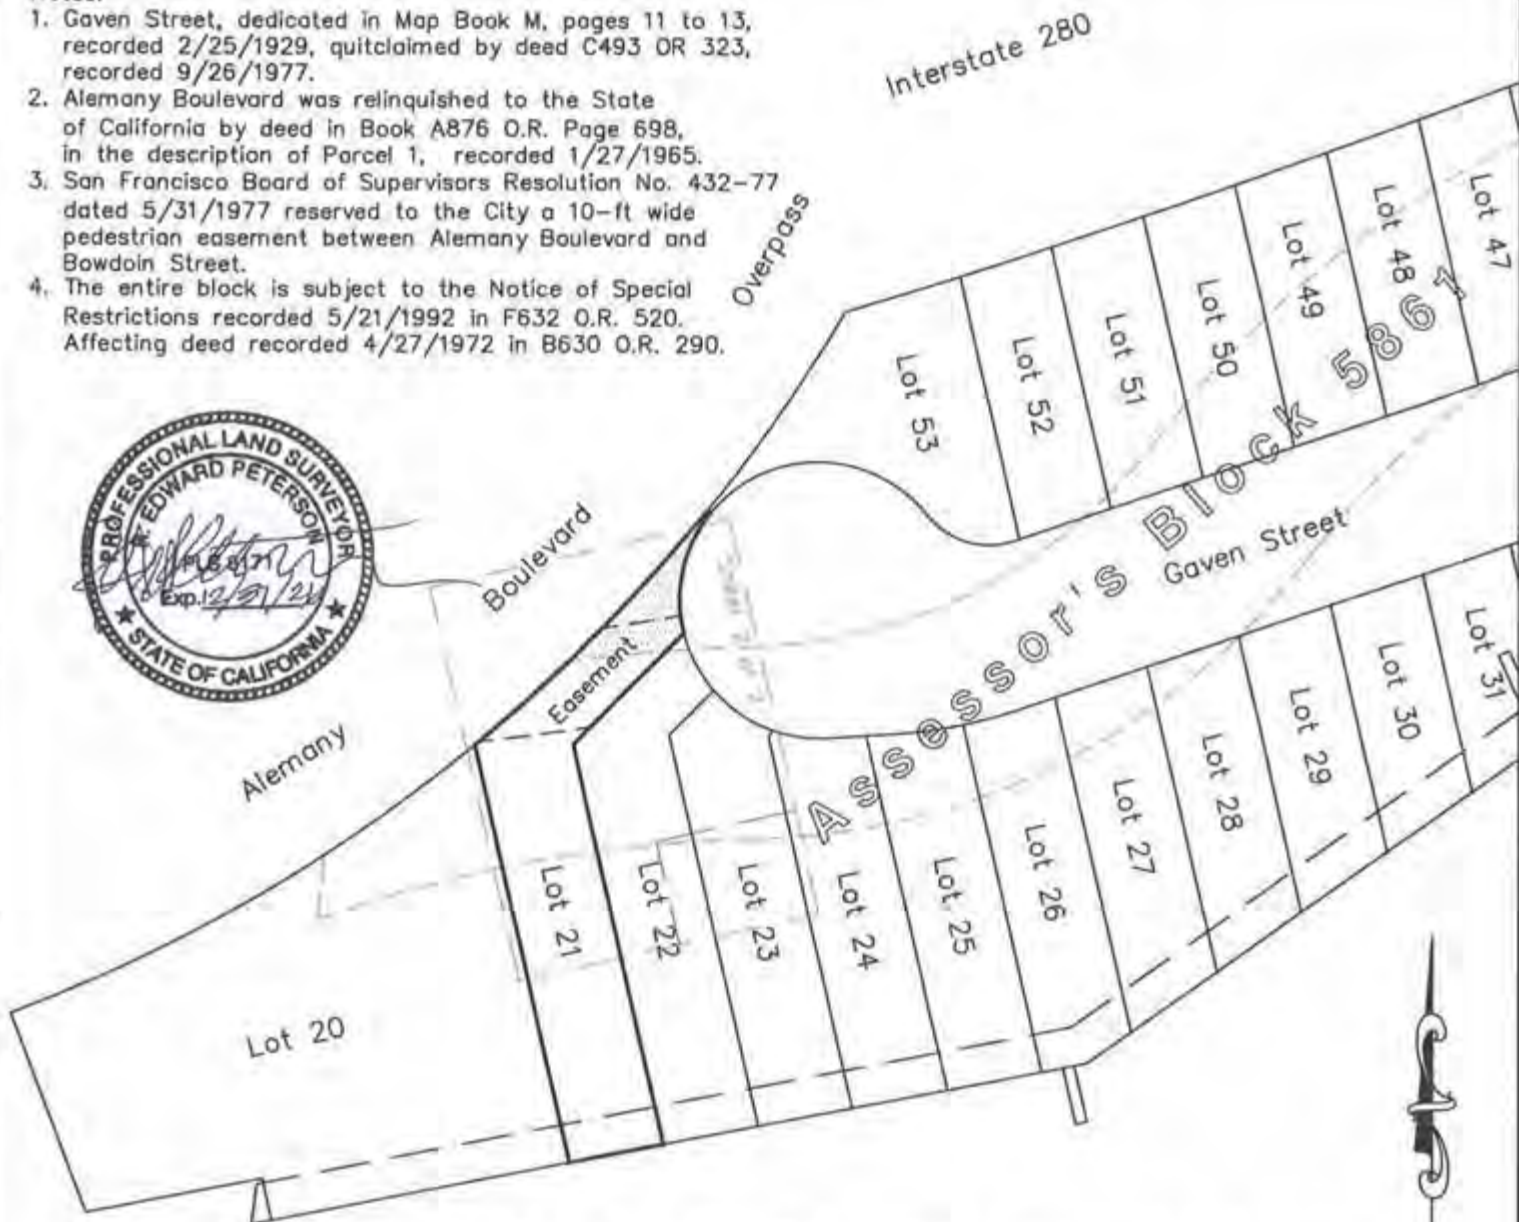 1. Gaven Street, dedicated in Map Book M, pages 11 to 13,
recorded 2/25/1929, quitclaimed by deed C493 OR 323,
recorded 9/26/1977.
2. Alemany Boulevard was relinquished to the State
of California by deed in Book A876 O.R. Page 698,
in the description of Parcel 1, recorded 1/27/1965.
3. San Francisco Board of Supervisors Resolution No. 432-77
dated 5/31/1977 reserved to the City a 10-ft wide
pedestrian easement between Alemany Boulevard and
Bowdoin Street.
4. The entire block is subject to the Notice of Special
Restrictions recorded 5/21/1992 in F632 O.R. 520.
Affecting deed recorded 4/27/1972 in B630 O.R. 290.
Interstate 280
Overpass
Lot 53
Lot 52
Lot 51
Lot 50
Lot 49
Lot 48
Lot 47
Assessor's Block 5867
Gaven Street
PROFESSIONAL LAND SURVEYOR
R. EDWARD PETERSON
Exp.
STATE OF CALIFORNIA
Alemany
Boulevard
Easement
Lot 20
Lot 21
Lot 22
Lot 23
Lot 24
Lot 25
Lot 26
Lot 27
Lot 28
Lot 29
Lot 30
Lot 31